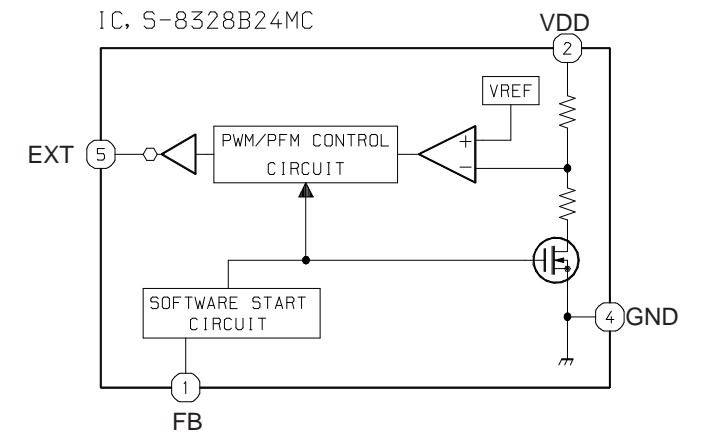 IC, S-8328B24MC
VDD
2
VREF
EXT
5
PWM/PFM CONTROL
CIRCUIT
+
−
SOFTWARE START
CIRCUIT
4
GND
1
FB